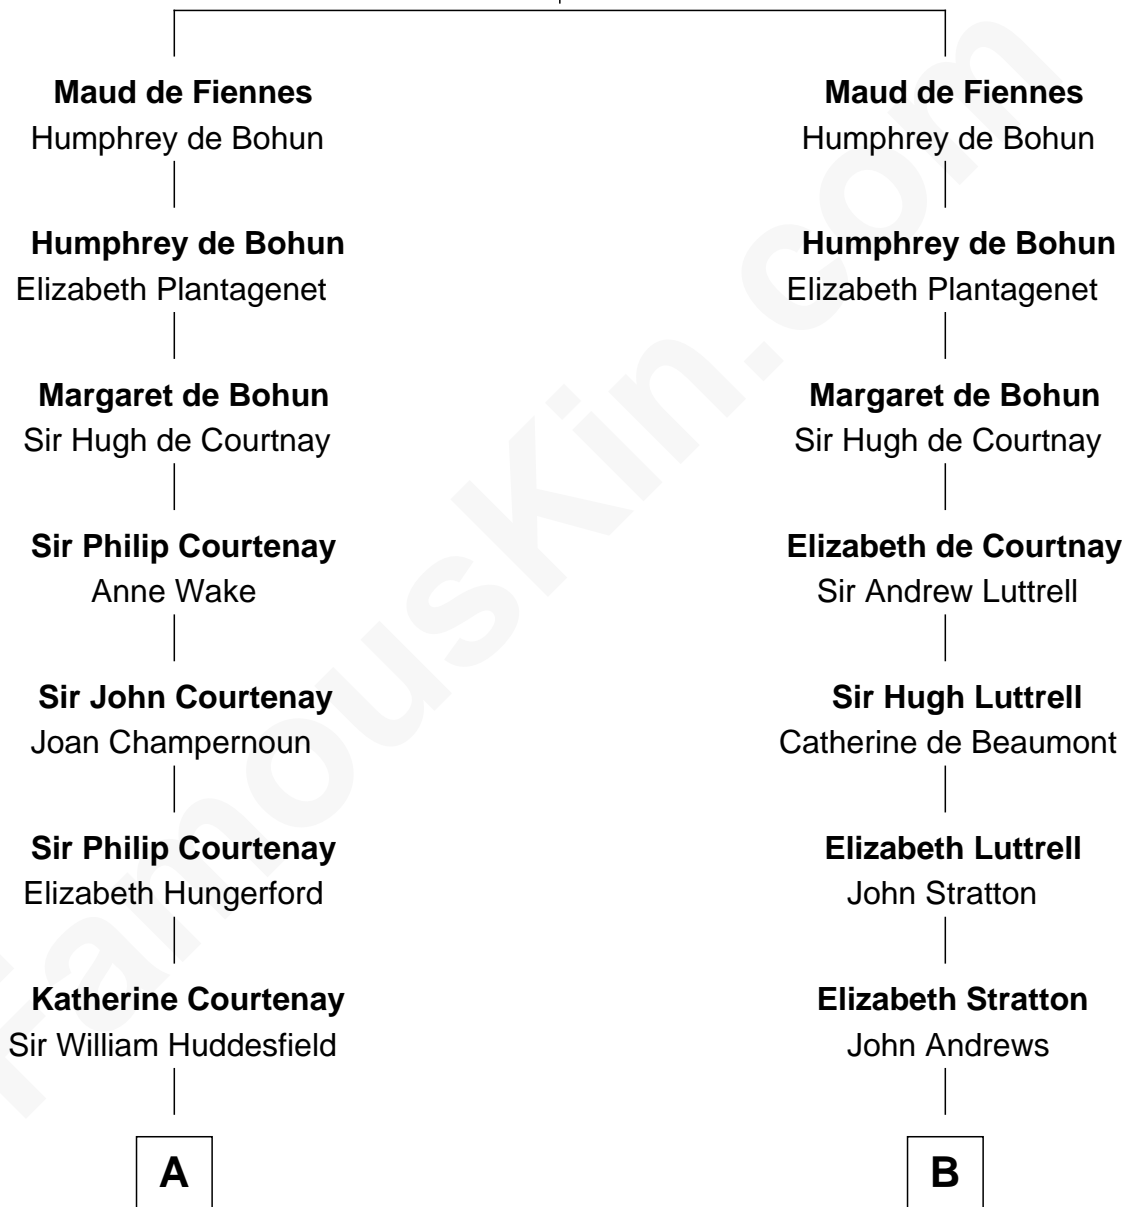 Maud de Fiennes
Humphrey de Bohun
Humphrey de Bohun
Elizabeth Plantagenet
Margaret de Bohun
Sir Hugh de Courtnay
Sir Philip Courtenay
Anne Wake
Sir John Courtenay
Joan Champernoun
Sir Philip Courtenay
Elizabeth Hungerford
Katherine Courtenay
Sir William Huddesfield
A
Maud de Fiennes
Humphrey de Bohun
Humphrey de Bohun
Elizabeth Plantagenet
Margaret de Bohun
Sir Hugh de Courtnay
Elizabeth de Courtnay
Sir Andrew Luttrell
Sir Hugh Luttrell
Catherine de Beaumont
Elizabeth Luttrell
John Stratton
Elizabeth Stratton
John Andrews
B
FamousKin.com